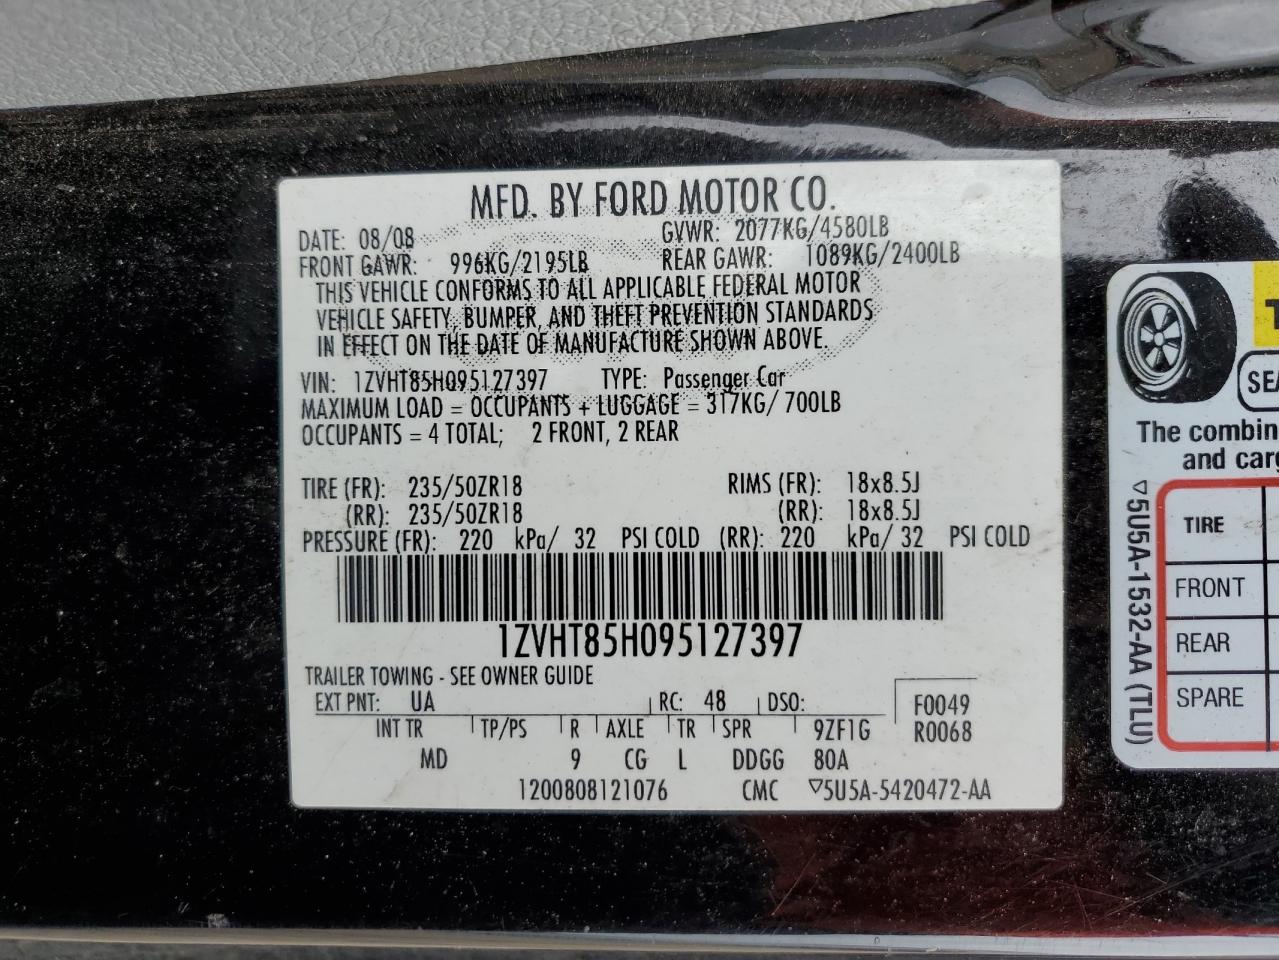 MFD. BY FORD MOTOR CO.
DATE: 08/08 GVWR: 2077KG/4580LB
FRONT GAWR: 996KG/2195LB REAR GAWR: 1089KG/2400LB
THIS VEHICLE CONFORMS TO ALL APPLICABLE FEDERAL MOTOR
VEHICLE SAFETY, BUMPER, AND THEFT PREVENTION STANDARDS
IN EFFECT ON THE DATE OF MANUFACTURE SHOWN ABOVE.
VIN: 1ZVHT85H095127397 TYPE: Passenger Car
MAXIMUM LOAD = OCCUPANTS + LUGGAGE = 317KG/ 700LB
OCCUPANTS = 4 TOTAL; 2 FRONT, 2 REAR
TIRE (FR): 235/50ZR18 RIMS (FR): 18x8.5J
(RR): 235/50ZR18 (RR): 18x8.5J
PRESSURE (FR): 220 kPa/ 32 PSI COLD (RR): 220 kPa/ 32 PSI COLD
1ZVHT85H095127397
TRAILER TOWING - SEE OWNER GUIDE
EXT PNT: UA RC: 48 DSO: F0049
INT TR TP/PS R AXLE TR SPR 9ZF1G R0068
MD 9 CG L DDGG 80A
1200808121076 CMC ▽5U5A-5420472-AA
SEA
The combin
and carg
TIRE
FRONT
REAR
SPARE
▽5U5A-1532-AA (TLU)